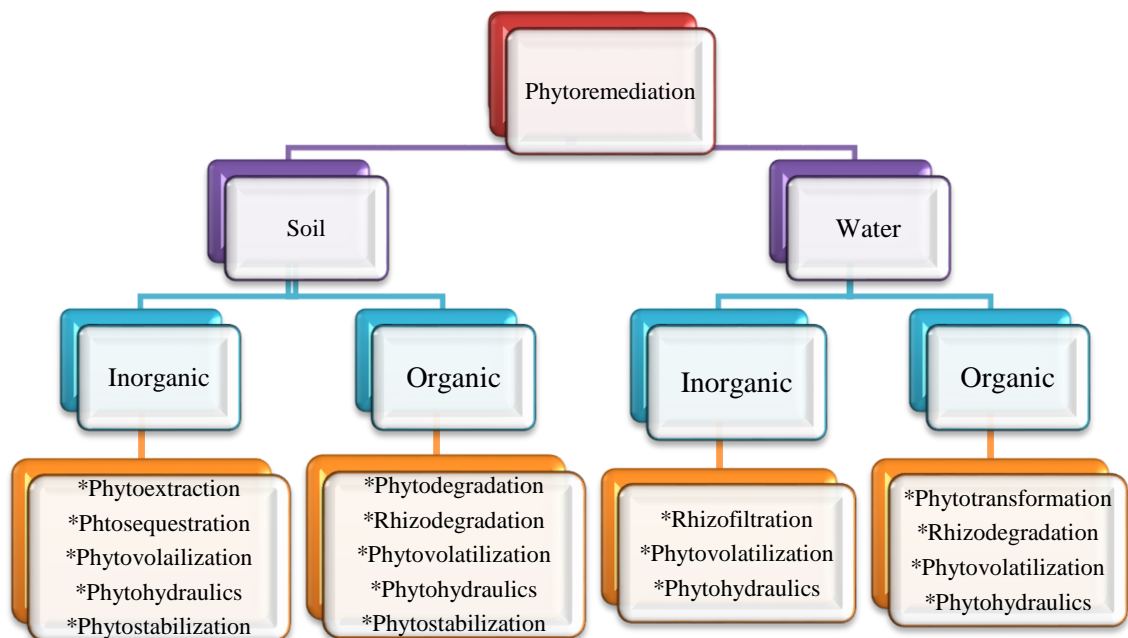 Phytoremediation
Soil
Water
Inorganic
Organic
Inorganic
Organic
*Phytoextraction
*Phtosequestration
*Phytovolailization
*Phytohydraulics
*Phytostabilization
*Phytodegradation
*Rhizodegradation
*Phytovolatilization
*Phytohydraulics
*Phytostabilization
*Rhizofiltration
*Phytovolatilization
*Phytohydraulics
*Phytotransformation
*Rhizodegradation
*Phytovolatilization
*Phytohydraulics